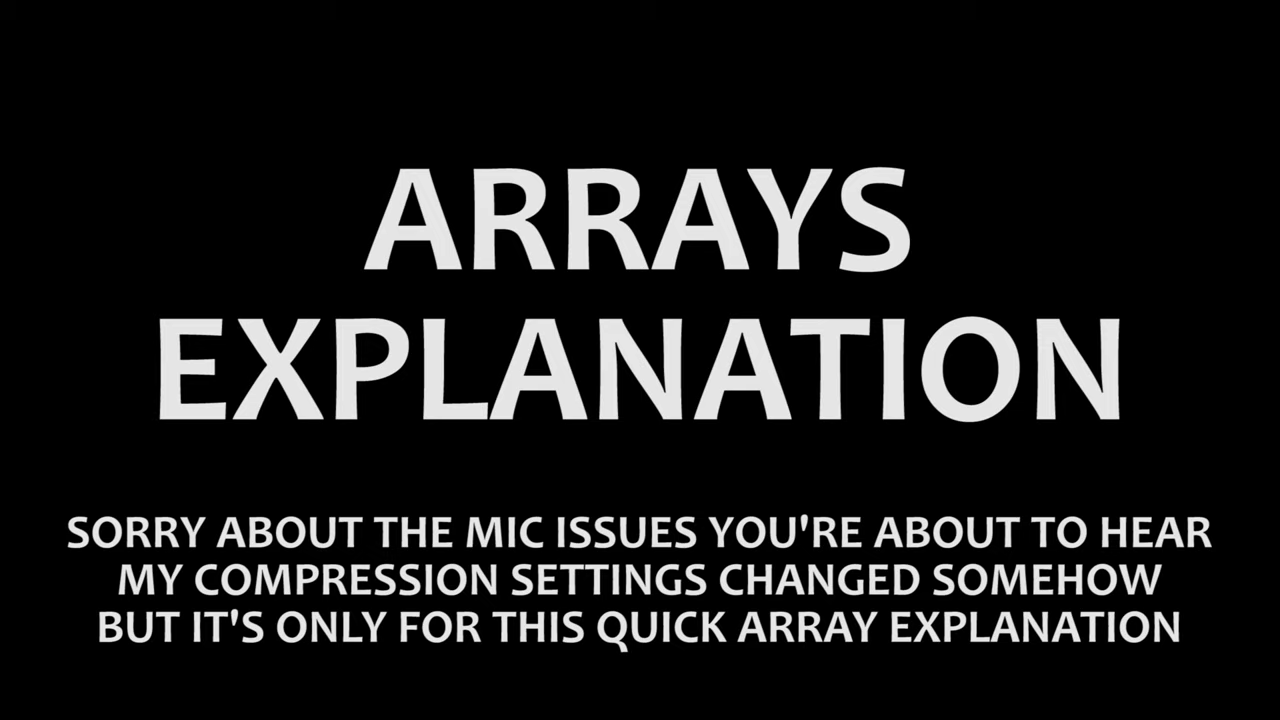 ARRAYS
EXPLANATION
SORRY ABOUT THE MIC ISSUES YOU'RE ABOUT TO HEAR
MY COMPRESSION SETTINGS CHANGED SOMEHOW
BUT IT'S ONLY FOR THIS QUICK ARRAY EXPLANATION